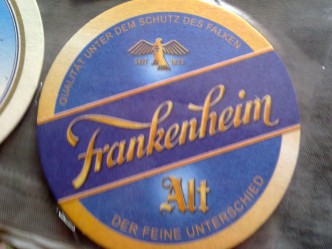 QUALITÄT UNTER DEM SCHUTZ DES FALKEN
SEIT 1873
Frankenheim
Alt
DER FEINE UNTERSCHIED